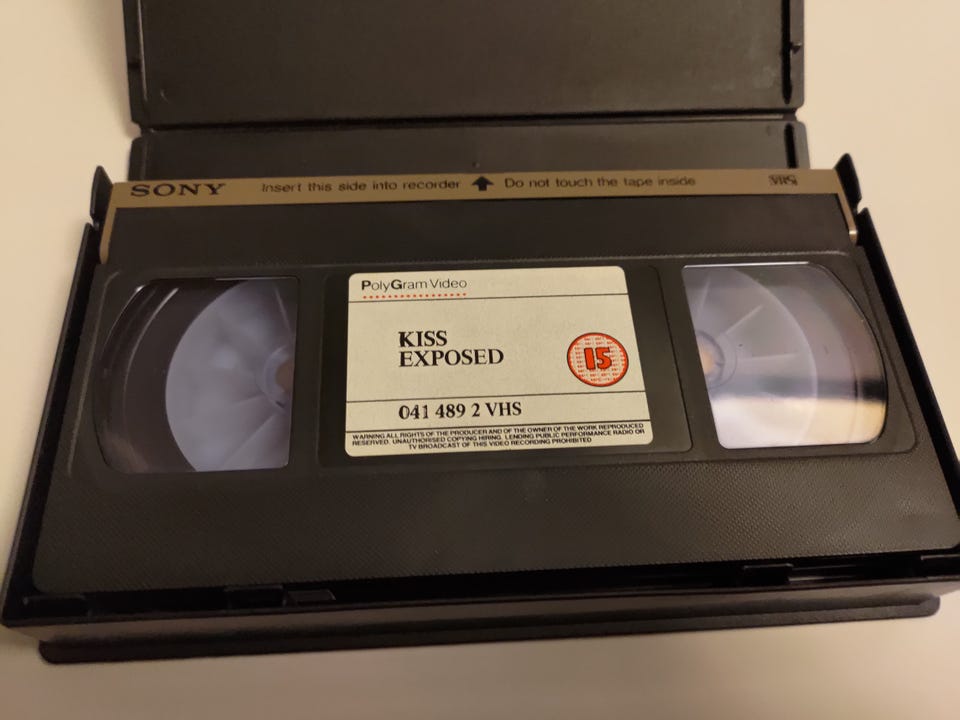 SONY Insert this side into recorder Do not touch the tape inside VHS
PolyGram Video
KISS
EXPOSED
15
041 489 2 VHS
WARNING ALL RIGHTS OF THE PRODUCER AND OF THE OWNER OF THE WORK REPRODUCED
RESERVED. UNAUTHORISED COPYING HIRING, LENDING PUBLIC PERFORMANCE RADIO OR
TV BROADCAST OF THIS VIDEO RECORDING PROHIBITED